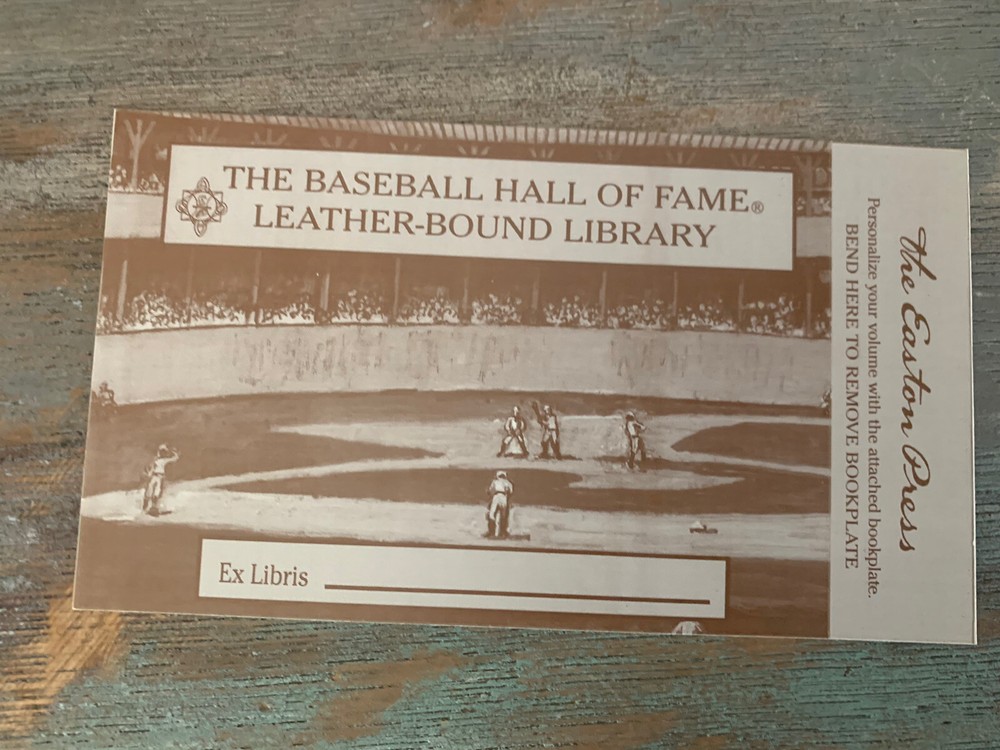 THE BASEBALL HALL OF FAME®
LEATHER-BOUND LIBRARY
Ex Libris
The Easton Press
Personalize your volume with the attached bookplate.
BEND HERE TO REMOVE BOOKPLATE